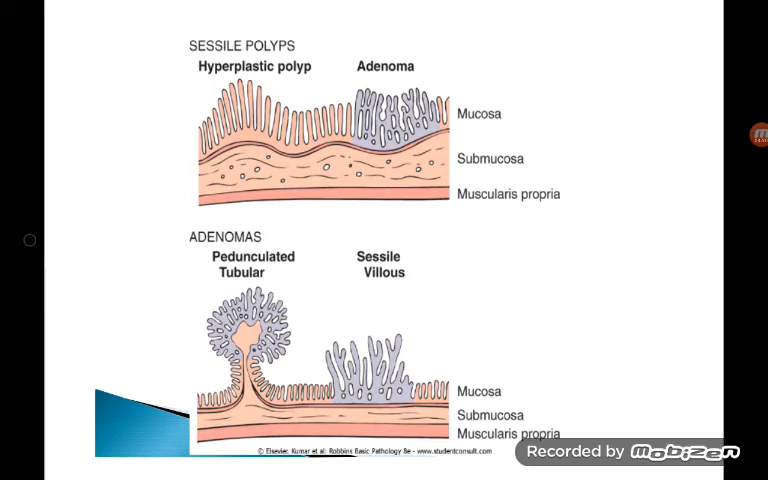 SESSILE POLYPS
Hyperplastic polyp Adenoma
Mucosa
Submucosa
Muscularis propria
ADENOMAS
Pedunculated Sessile
Tubular Villous
Mucosa
Submucosa
Muscularis propria
© Elsevier. Kumar et al: Robbins Basic Pathology 8e - www.studentconsult.com
Recorded by Mobizen